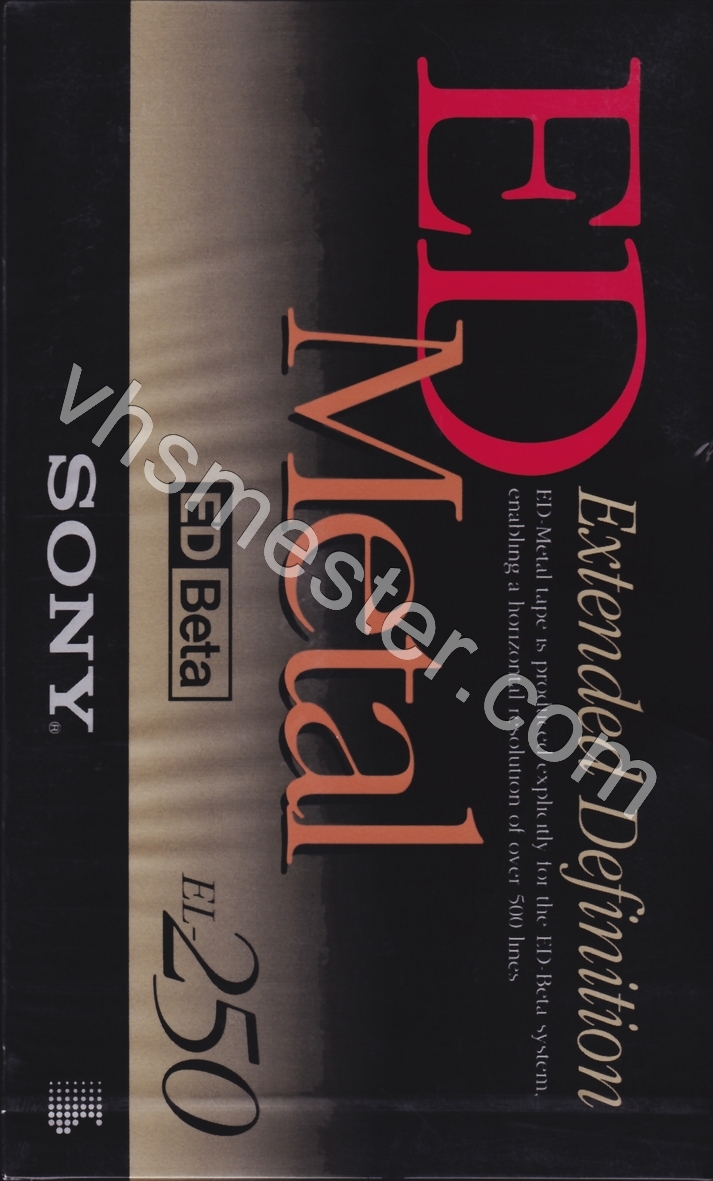 ED
Extended Definition
ED-Metal tape is produced explicitly for the ED-Beta system,
enabling a horizontal resolution of over 500 lines
Metal
ED Beta
EL-250
SONY®
vhsmester.com